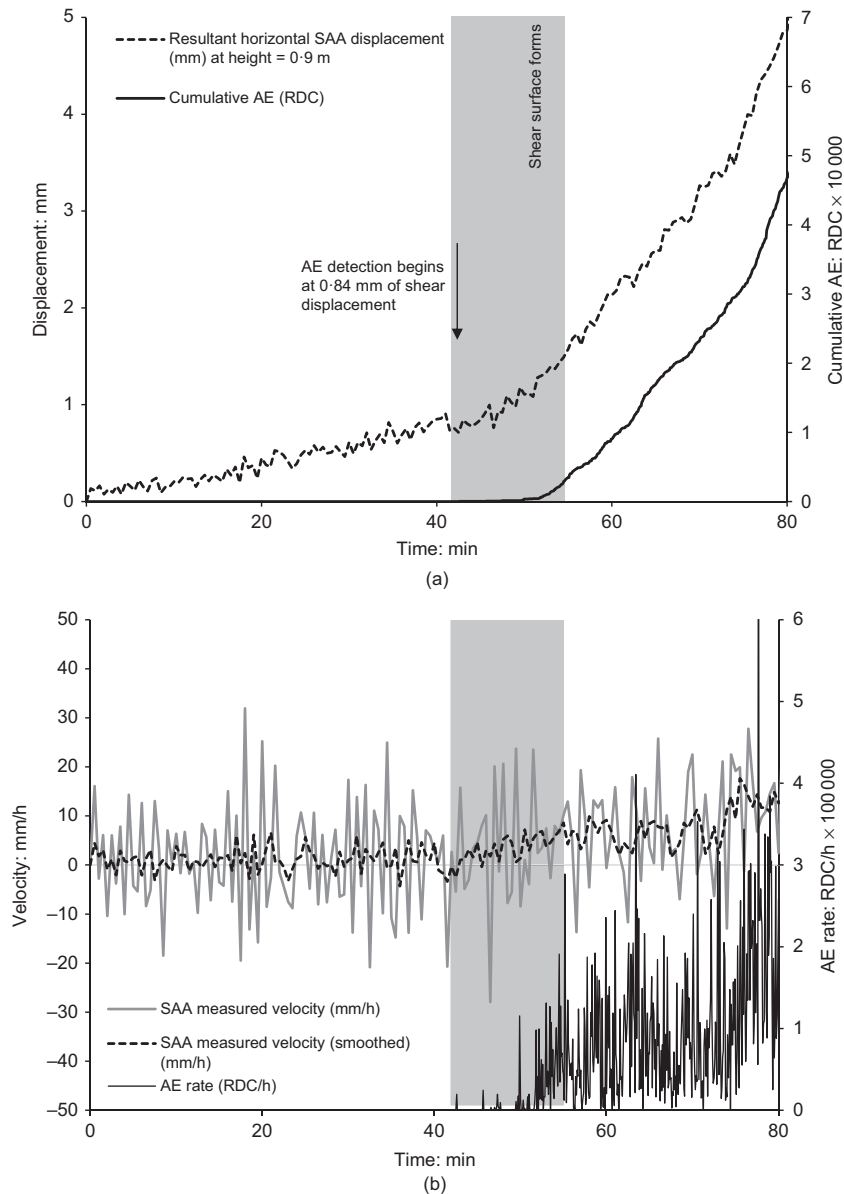 5
4
3
2
1
0
Displacement: mm
Resultant horizontal SAA displacement
(mm) at height = 0·9 m
Cumulative AE (RDC)
AE detection begins
at 0·84 mm of shear
displacement
Shear surface forms
7
6
5
4
3
2
1
0
Cumulative AE: RDC × 10 000
0
20
40
60
80
Time: min
(a)
50
40
30
20
10
0
–10
–20
–30
–40
–50
Velocity: mm/h
SAA measured velocity (mm/h)
SAA measured velocity (smoothed)
(mm/h)
AE rate (RDC/h)
6
5
4
3
2
1
0
AE rate: RDC/h × 100 000
0
20
40
60
80
Time: min
(b)